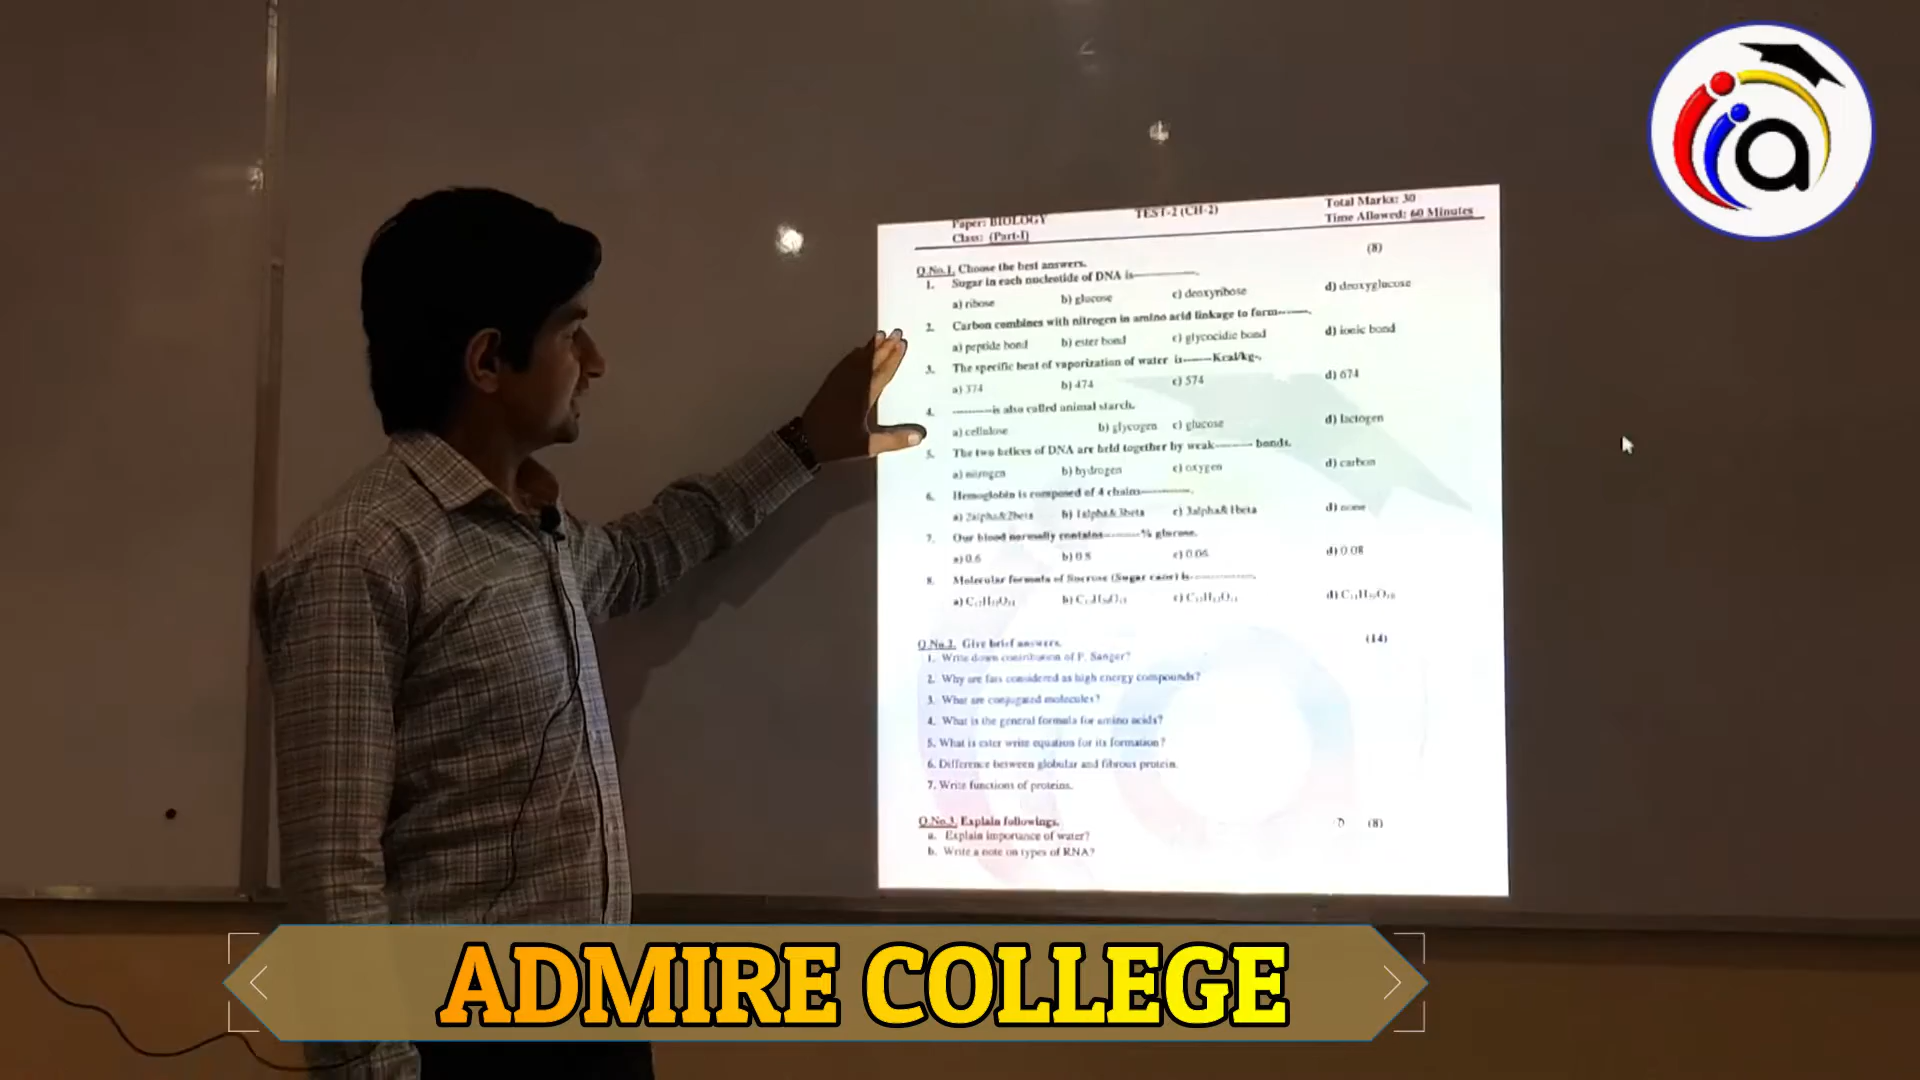 Paper: BIOLOGY TEST-2 (CH-2) Total Marks: 30
Class: (Part-I) Time Allowed: 60 Minutes
Q.No.1. Choose the best answers. (8)
1. Sugar in each nucleotide of DNA is------------.
a) ribose b) glucose c) deoxyribose d) deoxyglucose
2. Carbon combines with nitrogen in amino acid linkage to form-------.
a) peptide bond b) ester bond c) glycocidic bond d) ionic bond
3. The specific heat of vaporization of water is------Kcal/kg-.
a) 374 b) 474 c) 574 d) 674
4. --------is also called animal starch.
a) cellulose b) glycogen c) glucose d) lactogen
5. The two helices of DNA are held together by weak-------- bonds.
a) nitrogen b) hydrogen c) oxygen d) carbon
6. Hemoglobin is composed of 4 chains----------.
a) 2alpha&2beta b) 1alpha&3beta c) 3alpha&1beta d) none
7. Our blood normally contains-------% glucose.
a) 0.6 b) 0.8 c) 0.06 d) 0.08
8. Molecular formula of Sucrose (Sugar cane) is-------------.
a) b) c) d)
Q.No.2. Give brief answers. (14)
1. Write down contribution of F. Sanger?
2. Why are fats considered as high energy compounds?
3. What are conjugated molecules?
4. What is the general formula for amino acids?
5. What is ester write equation for its formation?
6. Difference between globular and fibrous protein.
7. Write functions of proteins.
Q.No.3. Explain followings. (8)
a. Explain importance of water?
b. Write a note on types of RNA?
a
ADMIRE COLLEGE